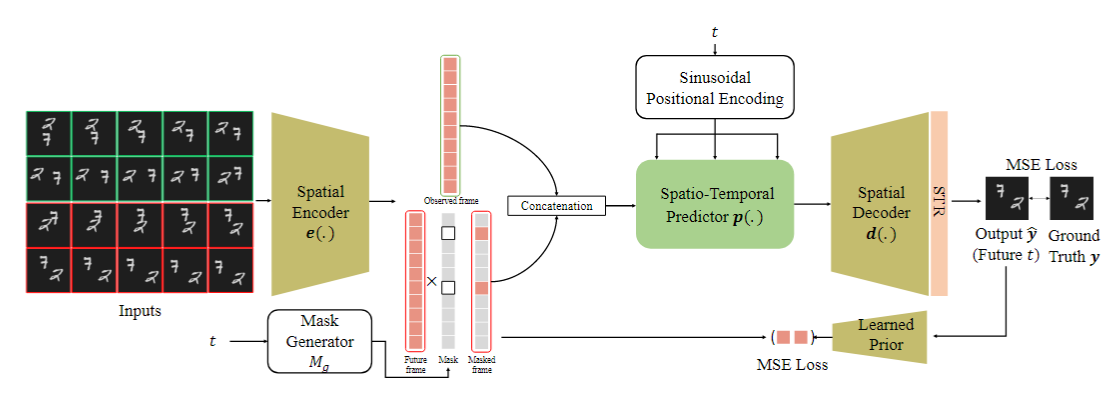 t
Sinusoidal
Positional Encoding
Spatial
Encoder
e(.)
Observed frame
Concatenation
Spatio-Temporal
Predictor p(.)
Spatial
Decoder
d(.)
STR
MSE Loss
Output ŷ
(Future t)
Ground
Truth y
×
Inputs
t
Mask
Generator
M_g
Future
frame
Mask
Masked
frame
( )
MSE Loss
Learned
Prior